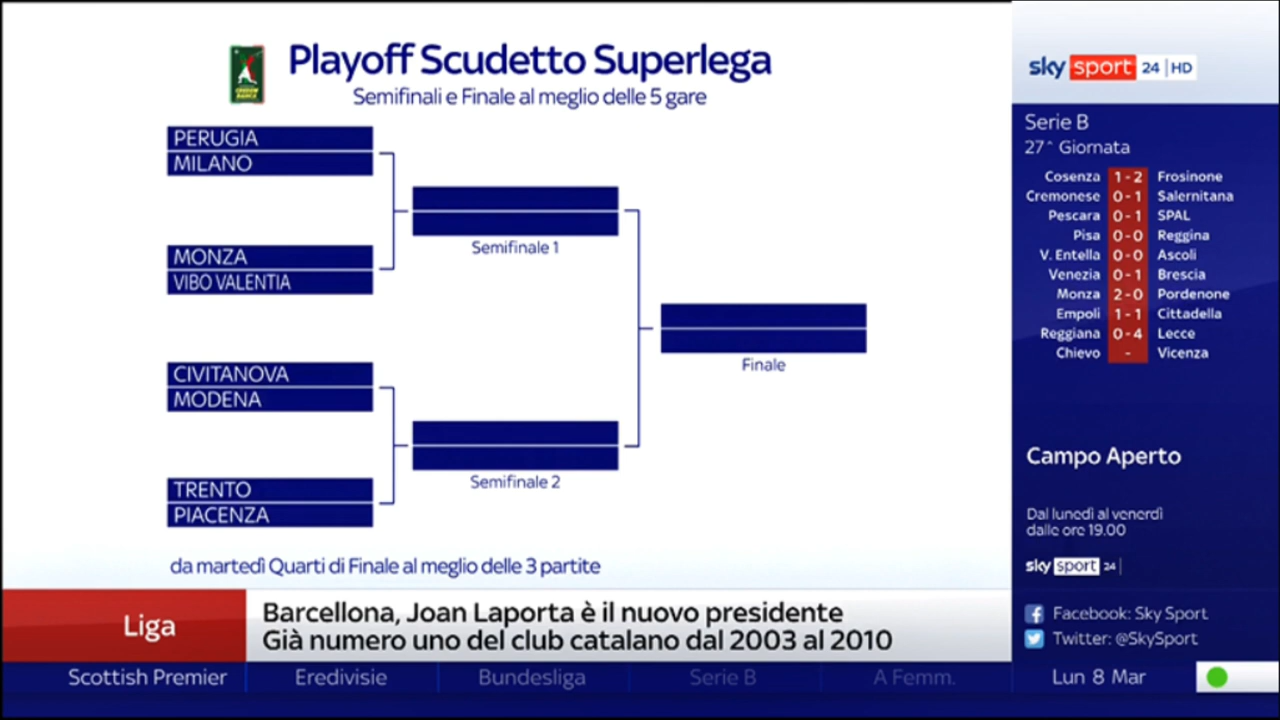 Playoff Scudetto Superlega
Semifinali e Finale al meglio delle 5 gare
PERUGIA
MILANO
MONZA
VIBO VALENTIA
Semifinale 1
CIVITANOVA
MODENA
TRENTO
PIACENZA
Semifinale 2
Finale
da martedì Quarti di Finale al meglio delle 3 partite
sky sport 24 | HD
Serie B
27^ Giornata
Cosenza 1 - 2 Frosinone
Cremonese 0 - 1 Salernitana
Pescara 0 - 1 SPAL
Pisa 0 - 0 Reggina
V. Entella 0 - 0 Ascoli
Venezia 0 - 1 Brescia
Monza 2 - 0 Pordenone
Empoli 1 - 1 Cittadella
Reggiana 0 - 4 Lecce
Chievo - Vicenza
Campo Aperto
Dal lunedì al venerdì
dalle ore 19.00
sky sport 24 |
Facebook: Sky Sport
Twitter: @SkySport
Liga
Barcellona, Joan Laporta è il nuovo presidente
Già numero uno del club catalano dal 2003 al 2010
Scottish Premier Eredivisie Bundesliga Serie B A Femm.
Lun 8 Mar